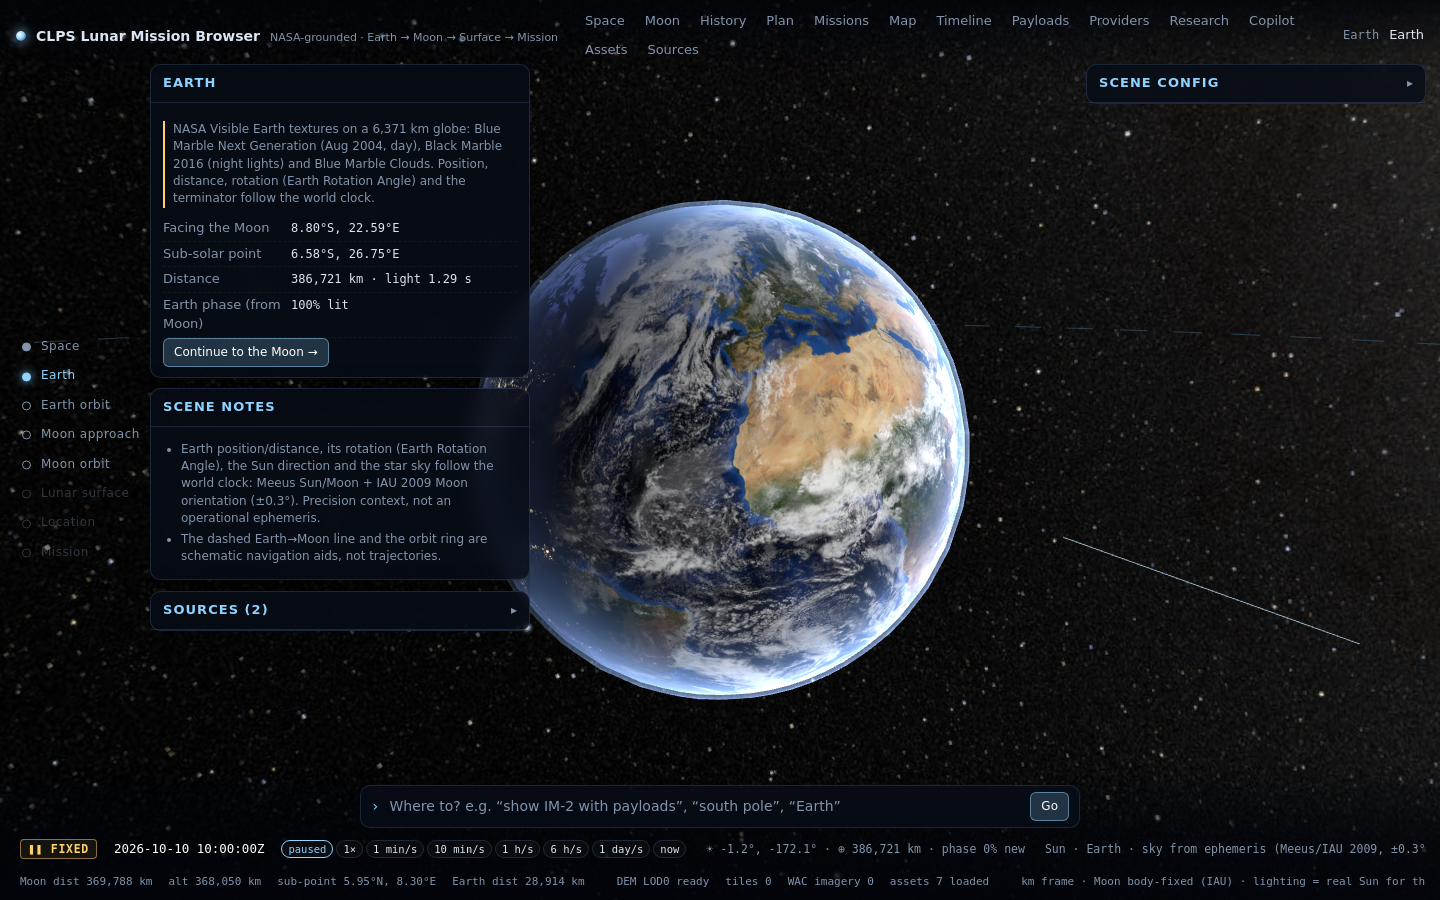 CLPS Lunar Mission Browser NASA-grounded · Earth → Moon → Surface → Mission
Space Moon History Plan Missions Map Timeline Payloads Providers Research Copilot
Assets Sources
Earth Earth
EARTH
NASA Visible Earth textures on a 6,371 km globe: Blue
Marble Next Generation (Aug 2004, day), Black Marble
2016 (night lights) and Blue Marble Clouds. Position,
distance, rotation (Earth Rotation Angle) and the
terminator follow the world clock.
Facing the Moon 8.80°S, 22.59°E
Sub-solar point 6.58°S, 26.75°E
Distance 386,721 km · light 1.29 s
Earth phase (from 100% lit
Moon)
Continue to the Moon →
SCENE NOTES
• Earth position/distance, its rotation (Earth Rotation
Angle), the Sun direction and the star sky follow the
world clock: Meeus Sun/Moon + IAU 2009 Moon
orientation (±0.3°). Precision context, not an
operational ephemeris.
• The dashed Earth→Moon line and the orbit ring are
schematic navigation aids, not trajectories.
SOURCES (2) ▸
SCENE CONFIG ▸
Space
Earth
Earth orbit
Moon approach
Moon orbit
Lunar surface
Location
Mission
› Where to? e.g. “show IM-2 with payloads”, “south pole”, “Earth” Go
❚❚ FIXED 2026-10-10 10:00:00Z paused 1× 1 min/s 10 min/s 1 h/s 6 h/s 1 day/s now ☀ -1.2°, -172.1° · ⊕ 386,721 km · phase 0% new Sun · Earth · sky from ephemeris (Meeus/IAU 2009, ±0.3°
Moon dist 369,788 km alt 368,050 km sub-point 5.95°N, 8.30°E Earth dist 28,914 km DEM LOD0 ready tiles 0 WAC imagery 0 assets 7 loaded km frame · Moon body-fixed (IAU) · lighting = real Sun for th